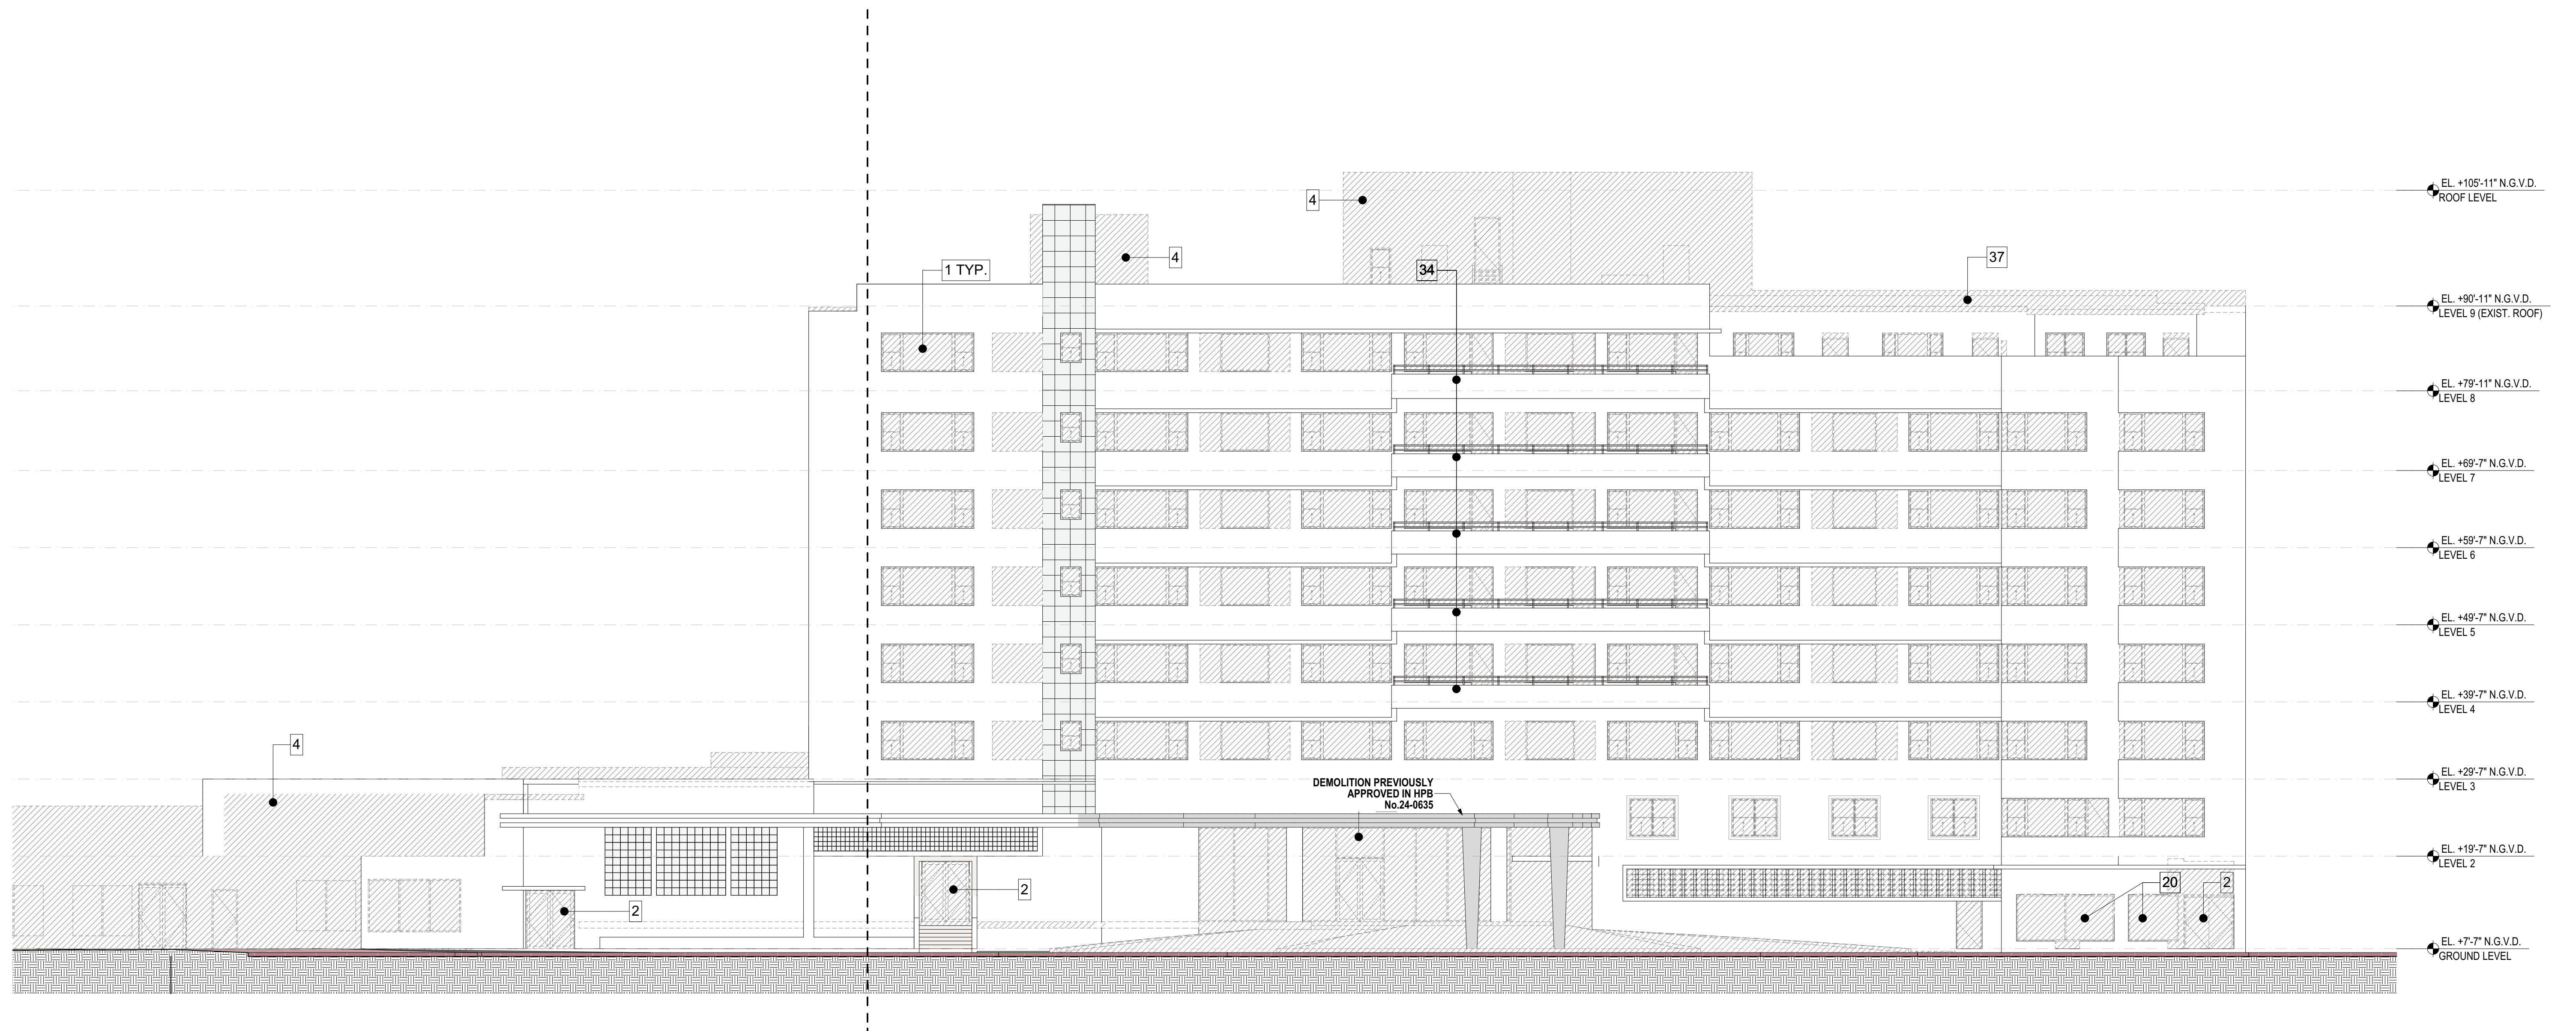 EL. +105'-11" N.G.V.D.
ROOF LEVEL
4
4
1 TYP.
34
37
EL. +90'-11" N.G.V.D.
LEVEL 9 (EXIST. ROOF)
EL. +79'-11" N.G.V.D.
LEVEL 8
EL. +69'-7" N.G.V.D.
LEVEL 7
EL. +59'-7" N.G.V.D.
LEVEL 6
EL. +49'-7" N.G.V.D.
LEVEL 5
EL. +39'-7" N.G.V.D.
LEVEL 4
4
EL. +29'-7" N.G.V.D.
LEVEL 3
DEMOLITION PREVIOUSLY
APPROVED IN HPB
No.24-0635
EL. +19'-7" N.G.V.D.
LEVEL 2
2
2
20
2
EL. +7'-7" N.G.V.D.
GROUND LEVEL